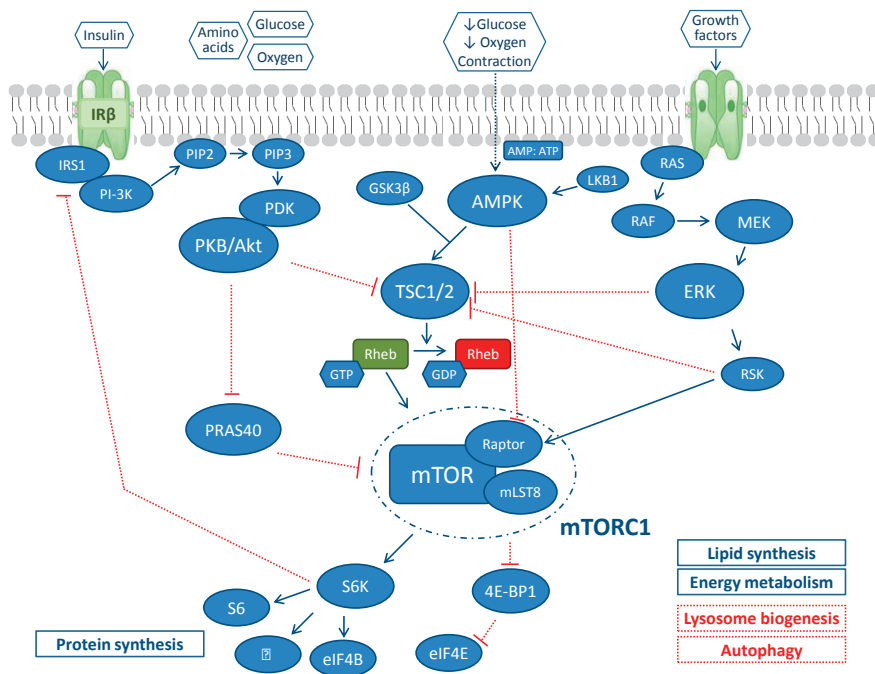 Insulin
Amino
acids
Glucose
Oxygen
↓Glucose
↓ Oxygen
Contraction
Growth
factors
IRβ
AMP: ATP
IRS1
PI-3K
PIP2
PIP3
PDK
PKB/Akt
GSK3β
AMPK
LKB1
RAS
RAF
MEK
TSC1/2
ERK
Rheb
GTP
Rheb
GDP
RSK
PRAS40
Raptor
mTOR
mLST8
mTORC1
S6K
4E-BP1
S6
eIF4B
eIF4E
Protein synthesis
Lipid synthesis
Energy metabolism
Lysosome biogenesis
Autophagy